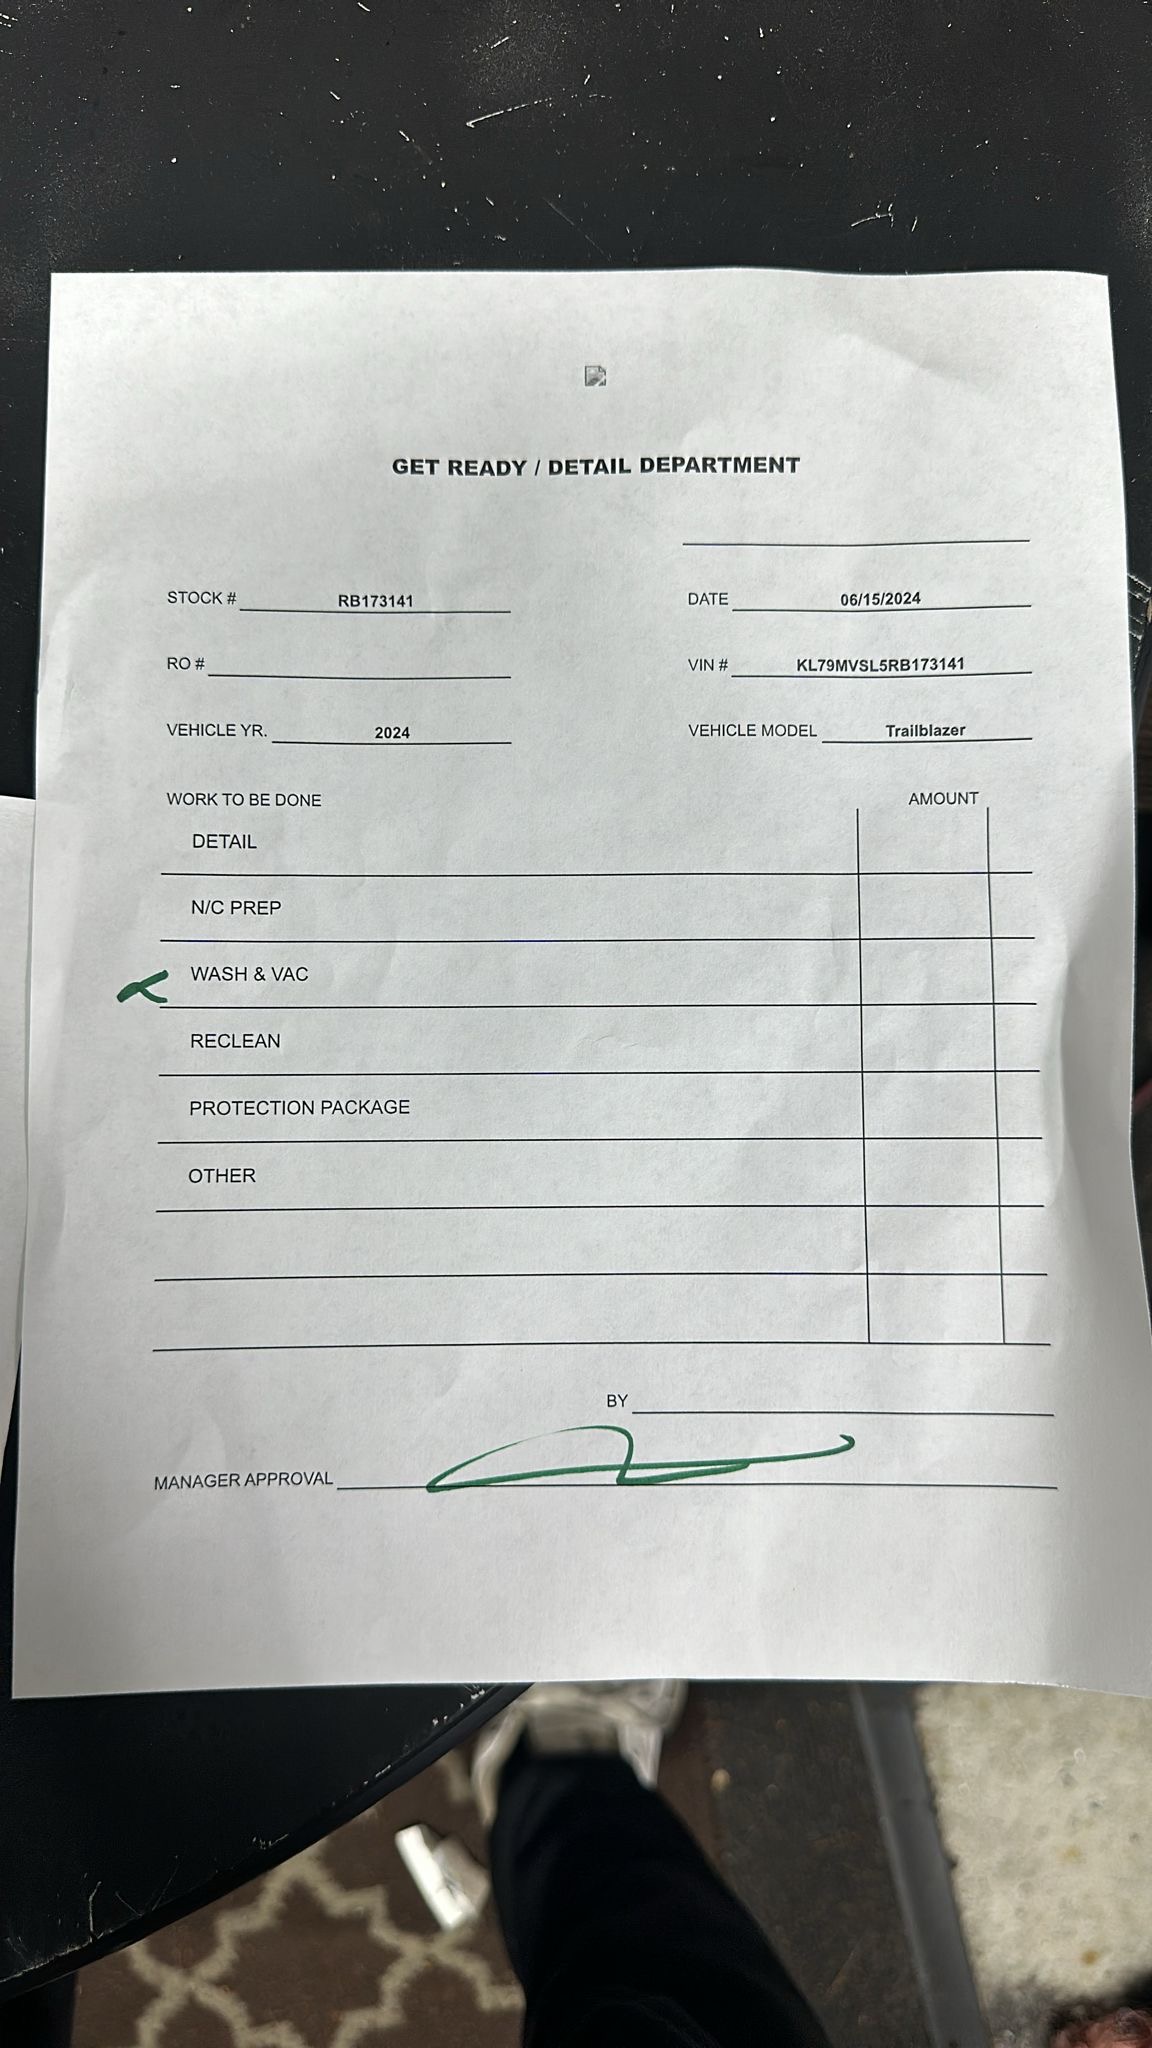 GET READY / DETAIL DEPARTMENT
STOCK # RB173141 DATE 06/15/2024
RO # VIN # KL79MVSL5RB173141
VEHICLE YR. 2024 VEHICLE MODEL Trailblazer
WORK TO BE DONE AMOUNT
DETAIL
N/C PREP
WASH & VAC
RECLEAN
PROTECTION PACKAGE
OTHER
BY
MANAGER APPROVAL